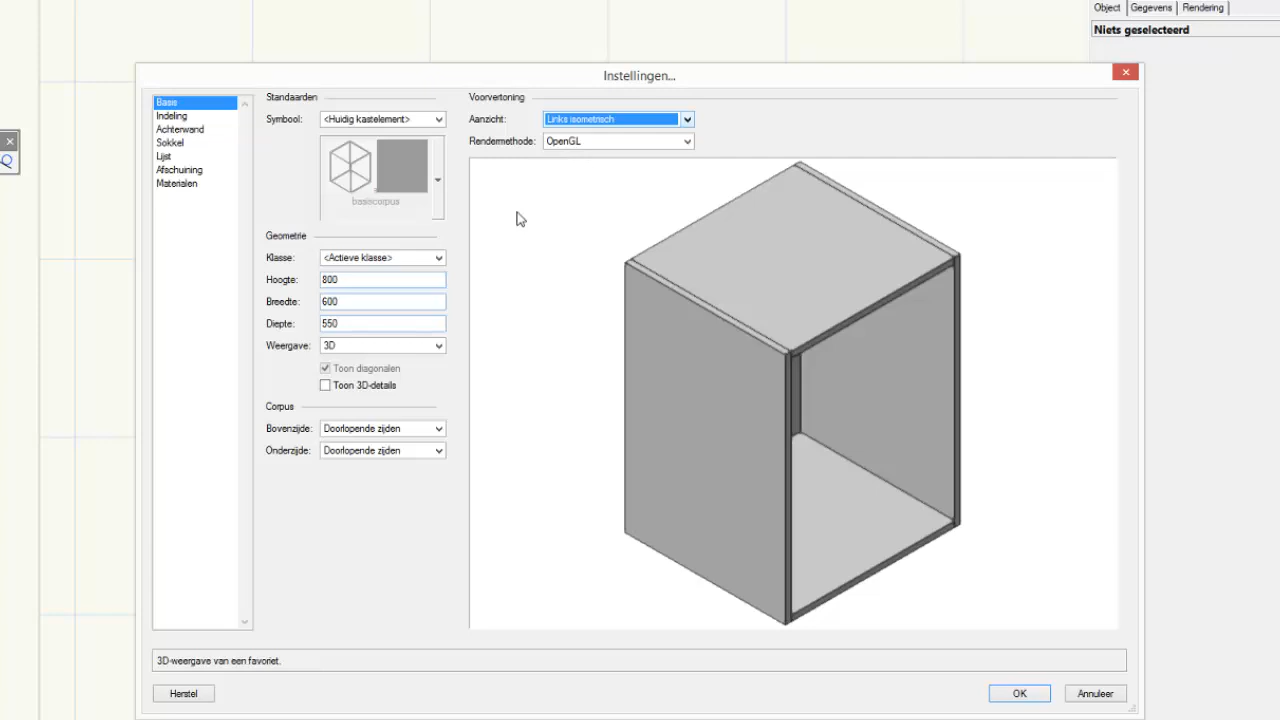 Object Gegevens Rendering
Niets geselecteerd
Instellingen...
Basis
Indeling
Achterwand
Sokkel
Lijst
Afschuining
Materialen
Standaarden
Symbool: <Huidig kastelement>
basiscorpus
Geometrie
Klasse: <Actieve klasse>
Hoogte: 800
Breedte: 600
Diepte: 550
Weergave: 3D
Toon diagonalen
Toon 3D-details
Corpus
Bovenzijde: Doorlopende zijden
Onderzijde: Doorlopende zijden
Voorvertoning
Aanzicht: Links isometrisch
Rendermethode: OpenGL
3D-weergave van een favoriet.
Herstel
OK
Annuleer